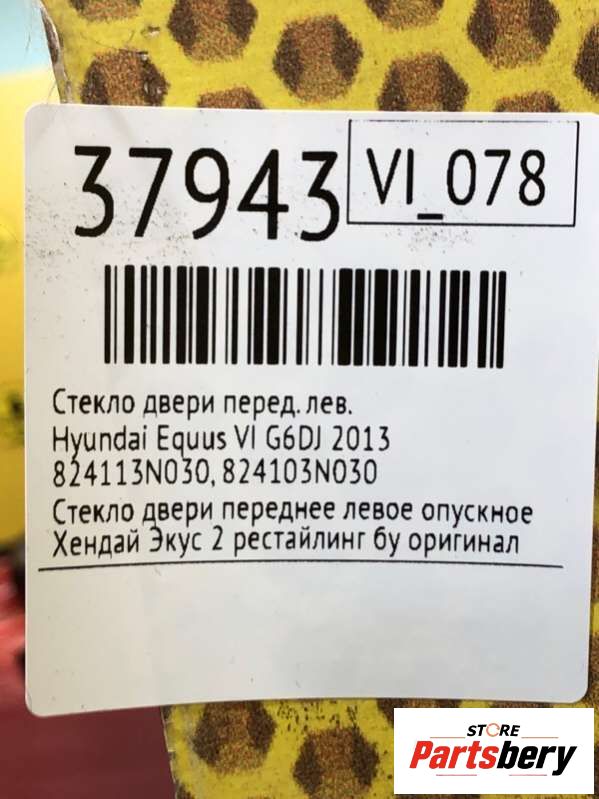 37943
VI_078
Стекло двери перед. лев.
Hyundai Equus VI G6DJ 2013
824113N030, 824103N030
Стекло двери переднее левое опускное
Хендай Экус 2 рестайлинг бу оригинал
STORE
Partsbery